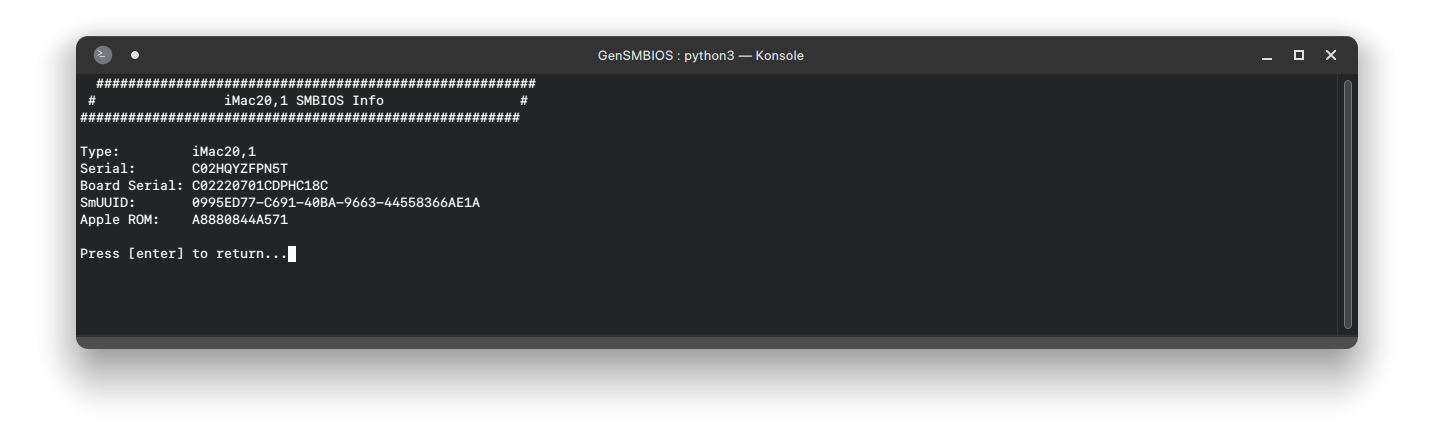 GenSMBIOS : python3 — Konsole
#######################################################
# iMac20,1 SMBIOS Info #
#######################################################
Type: iMac20,1
Serial: C02HQYZFPN5T
Board Serial: C02220701CDPHC18C
SmUUID: 0995ED77-C691-40BA-9663-44558366AE1A
Apple ROM: A8880844A571
Press [enter] to return...